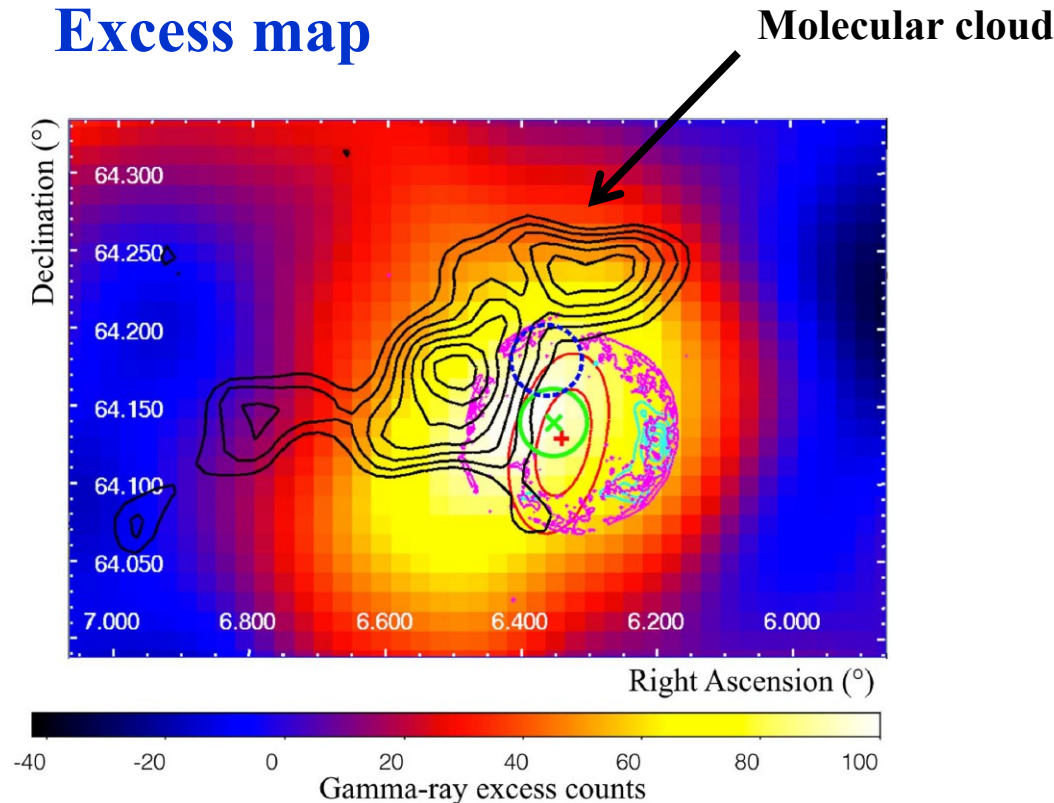 Excess map
Molecular cloud
Declination (°)
64.300
64.250
64.200
64.150
64.100
64.050
7.000 6.800 6.600 6.400 6.200 6.000
Right Ascension (°)
-40 -20 0 20 40 60 80 100
Gamma-ray excess counts